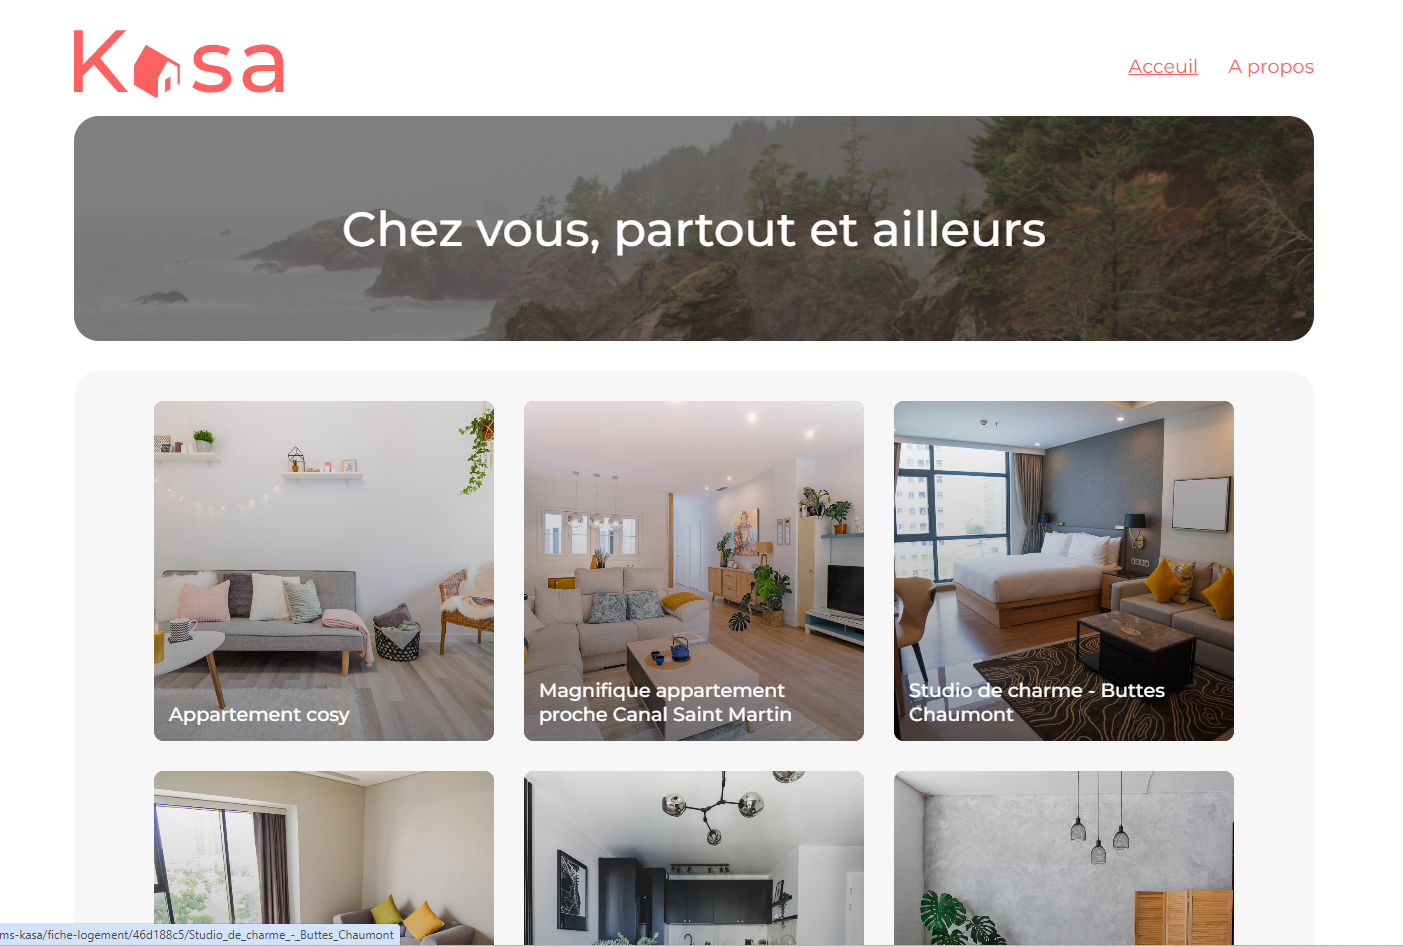 Kasa
Acceuil
A propos
Chez vous, partout et ailleurs
Appartement cosy
Magnifique appartement
proche Canal Saint Martin
Studio de charme - Buttes
Chaumont
ms-kasa/fiche-logement/46d188c5/Studio_de_charme_-_Buttes_Chaumont